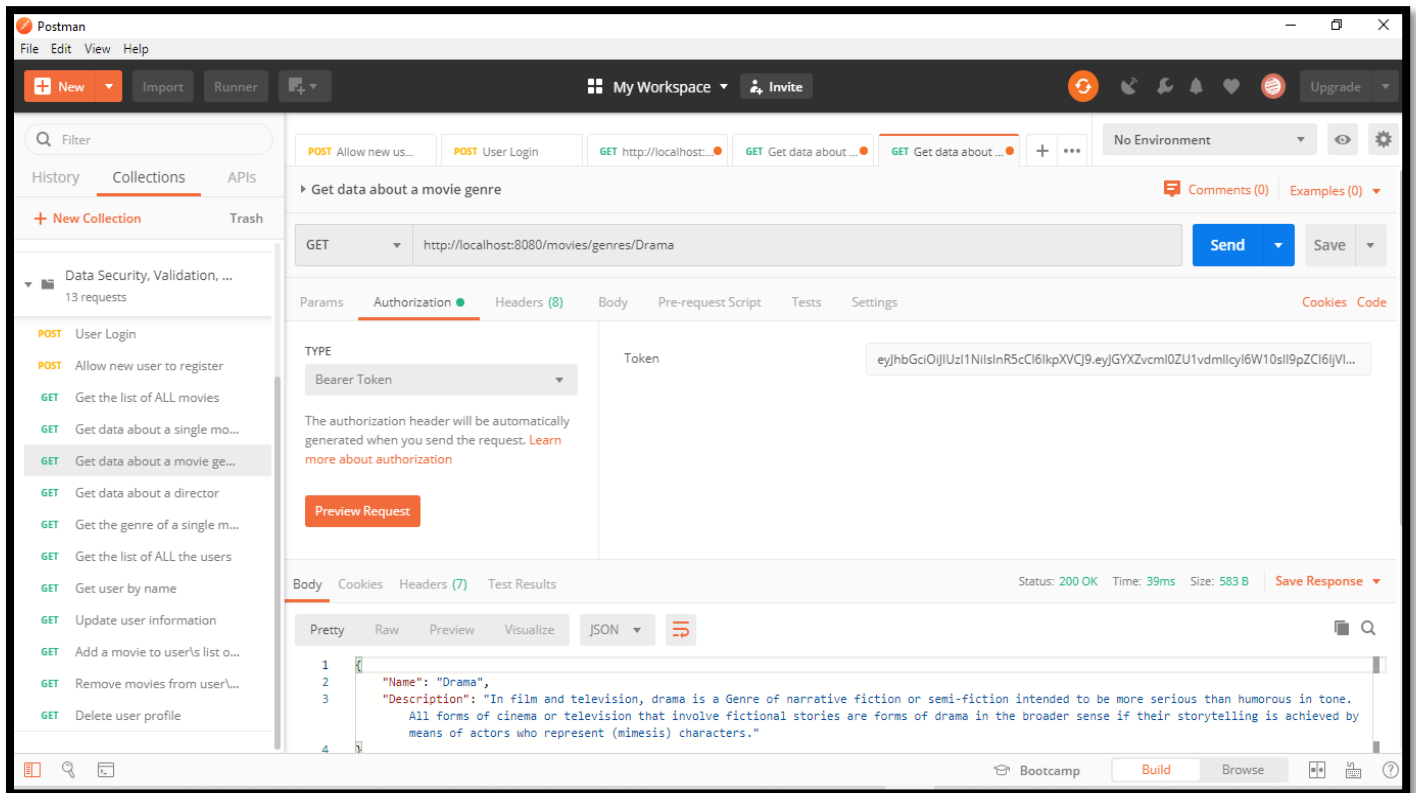 Postman
File Edit View Help
New Import Runner My Workspace Invite Upgrade
Filter
History Collections APIs
+ New Collection Trash
Data Security, Validation, ...
13 requests
POST User Login
POST Allow new user to register
GET Get the list of ALL movies
GET Get data about a single mo...
GET Get data about a movie ge...
GET Get data about a director
GET Get the genre of a single m...
GET Get the list of ALL the users
GET Get user by name
GET Update user information
GET Add a movie to user\s list o...
GET Remove movies from user\...
GET Delete user profile
POST Allow new us... POST User Login GET http://localhost:... GET Get data about ... GET Get data about ... + ••• No Environment
Get data about a movie genre Comments (0) Examples (0)
GET http://localhost:8080/movies/genres/Drama Send Save
Params Authorization Headers (8) Body Pre-request Script Tests Settings Cookies Code
TYPE
Bearer Token
The authorization header will be automatically
generated when you send the request. Learn
more about authorization
Preview Request
Token
Body Cookies Headers (7) Test Results Status: 200 OK Time: 39ms Size: 583 B Save Response
Pretty Raw Preview Visualize JSON
1 {
2 "Name": "Drama",
3 "Description": "In film and television, drama is a Genre of narrative fiction or semi-fiction intended to be more serious than humorous in tone.
All forms of cinema or television that involve fictional stories are forms of drama in the broader sense if their storytelling is achieved by
means of actors who represent (mimesis) characters."
4 }
Bootcamp Build Browse